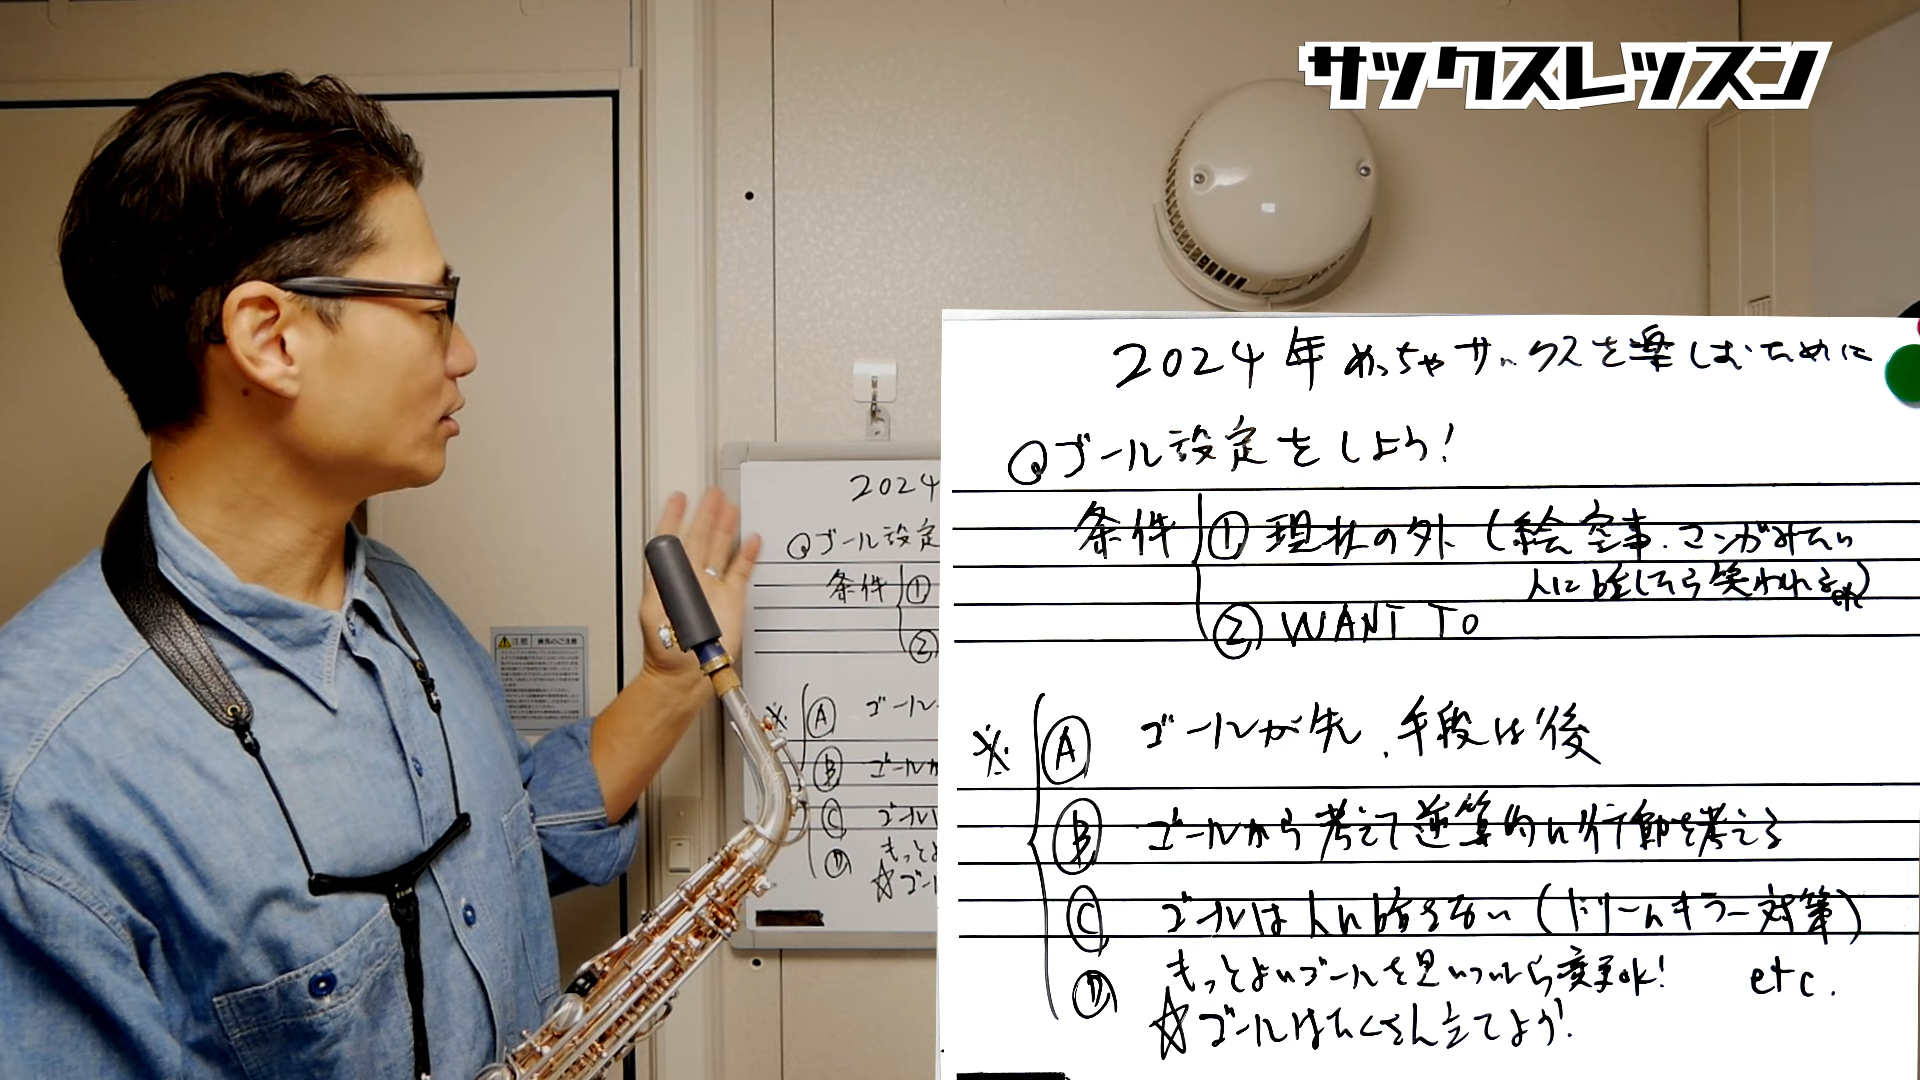 サックスレッスン
2024年めっちゃサックスを楽しむために
Qゴール設定をしよう!
条件 ① 現状の外(絵空事、マンガみたい
人に話したら笑われるetc)
② WANT TO
※ Ⓐ ゴールが先、手段は後
Ⓑ ゴールから考えて逆算的に行動を考える
Ⓒ ゴールは人に話さない(ドリームキラー対策)
Ⓓ もっとよいゴールを思いついたら変更ok! etc.
☆ゴールはたくさん立てよう!
2024
Qゴール設定
条件 ①
②
※ Ⓐ ゴール
Ⓑ ゴールか
Ⓒ ゴール
Ⓓ もっとよ
☆ゴー
注意